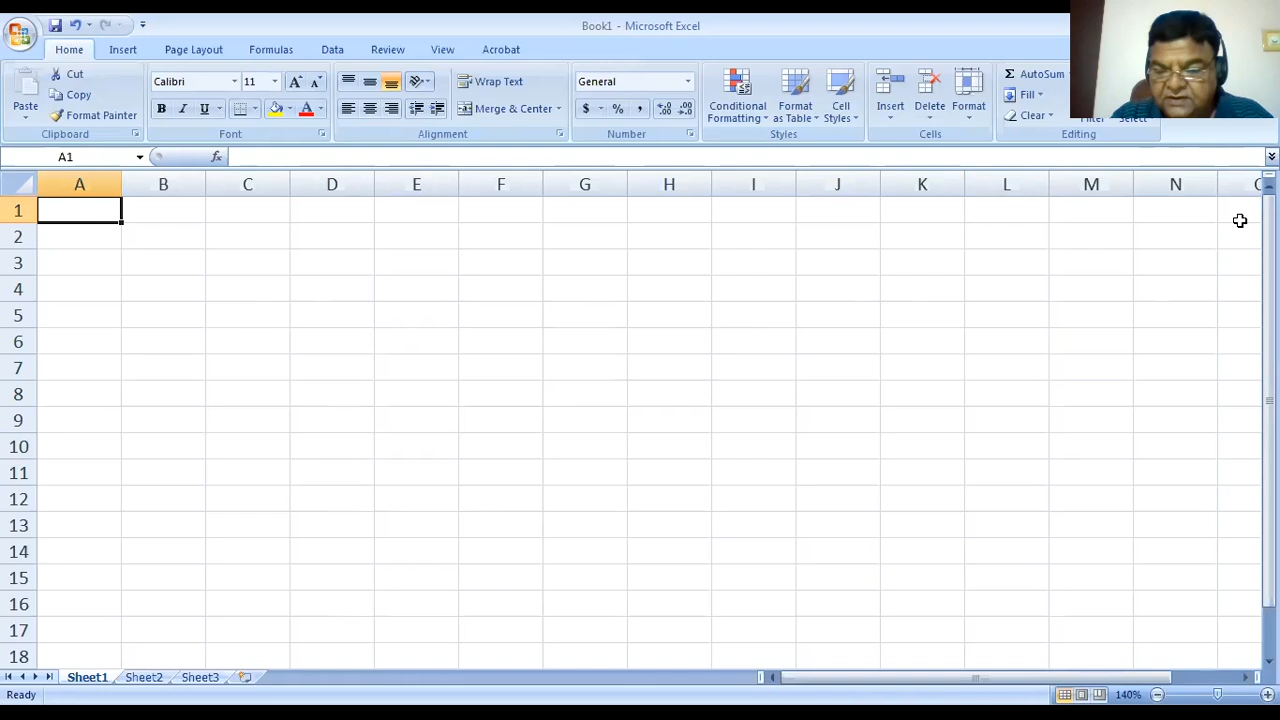 Book1 - Microsoft Excel
Home Insert Page Layout Formulas Data Review View Acrobat
Paste
Cut
Copy
Format Painter
Clipboard
Calibri 11
B I U
Font
Wrap Text
Merge & Center
Alignment
General
$ % ,
Number
Conditional Formatting
Format as Table
Cell Styles
Styles
Insert Delete Format
Cells
AutoSum
Fill
Clear
Select
Editing
A1 fx
A B C D E F G H I J K L M N
1
2
3
4
5
6
7
8
9
10
11
12
13
14
15
16
17
18
Sheet1 Sheet2 Sheet3
Ready 140%